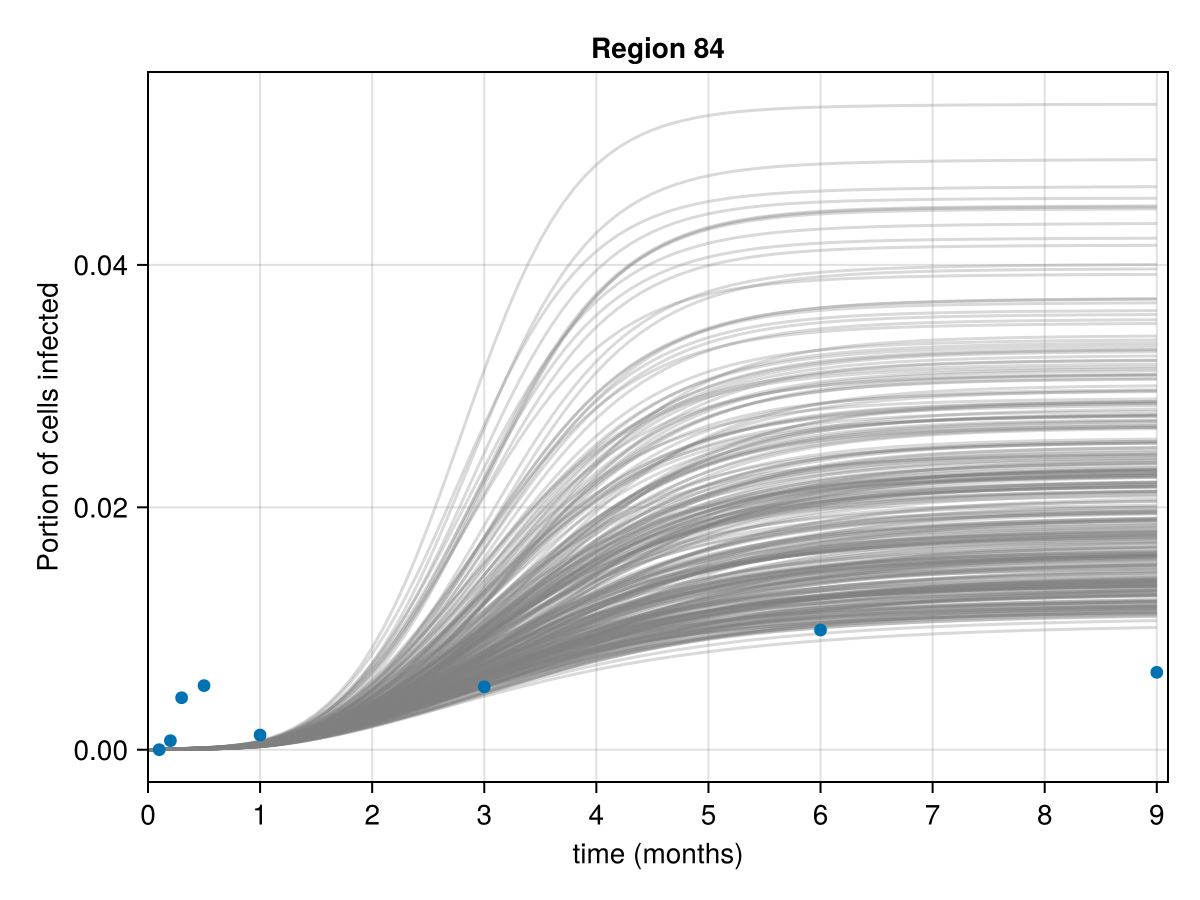 Region 84
Portion of cells infected
0.04
0.02
0.00
0 1 2 3 4 5 6 7 8 9
time (months)